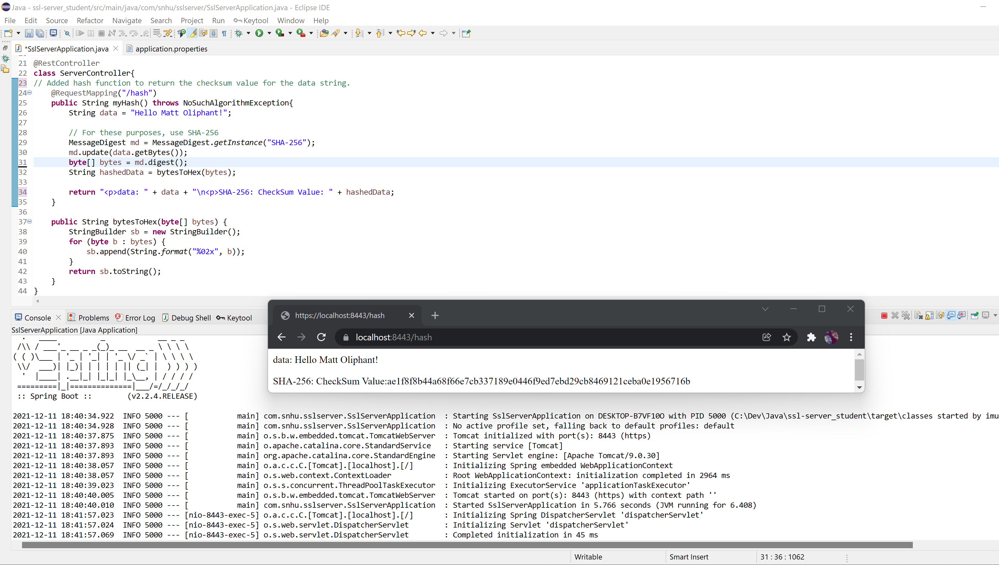 Java - ssl-server_student/src/main/java/com/snhu/sslserver/SslServerApplication.java - Eclipse IDE
File Edit Source Refactor Navigate Search Project Run Keytool Window Help
*SslServerApplication.java application.properties
21 @RestController
22 class ServerController{
23 // Added hash function to return the checksum value for the data string.
24 @RequestMapping("/hash")
25 public String myHash() throws NoSuchAlgorithmException{
26 String data = "Hello Matt Oliphant!";
27
28 // For these purposes, use SHA-256
29 MessageDigest md = MessageDigest.getInstance("SHA-256");
30 md.update(data.getBytes());
31 byte[] bytes = md.digest();
32 String hashedData = bytesToHex(bytes);
33
34 return "<p>data: " + data + "\n<p>SHA-256: CheckSum Value: " + hashedData;
35 }
36
37 public String bytesToHex(byte[] bytes) {
38 StringBuilder sb = new StringBuilder();
39 for (byte b : bytes) {
40 sb.append(String.format("%02x", b));
41 }
42 return sb.toString();
43 }
44 }
Console Problems Error Log Debug Shell Keytool
SslServerApplication [Java Application]
https://localhost:8443/hash
localhost:8443/hash
data: Hello Matt Oliphant!
SHA-256: CheckSum Value:ae1f8f8b44a68f66e7cb337189e0446f9ed7ebd29cb8469121ceba0e1956716b
:: Spring Boot :: (v2.2.4.RELEASE)
2021-12-11 18:40:34.922 INFO 5000 --- [ main] com.snhu.sslserver.SslServerApplication : Starting SslServerApplication on DESKTOP-B7VF10O with PID 5000 (C:\Dev\Java\ssl-server_student\target\classes started by imu
2021-12-11 18:40:34.928 INFO 5000 --- [ main] com.snhu.sslserver.SslServerApplication : No active profile set, falling back to default profiles: default
2021-12-11 18:40:37.875 INFO 5000 --- [ main] o.s.b.w.embedded.tomcat.TomcatWebServer : Tomcat initialized with port(s): 8443 (https)
2021-12-11 18:40:37.893 INFO 5000 --- [ main] o.apache.catalina.core.StandardService : Starting service [Tomcat]
2021-12-11 18:40:37.893 INFO 5000 --- [ main] org.apache.catalina.core.StandardEngine : Starting Servlet engine: [Apache Tomcat/9.0.30]
2021-12-11 18:40:38.057 INFO 5000 --- [ main] o.a.c.c.C.[Tomcat].[localhost].[/] : Initializing Spring embedded WebApplicationContext
2021-12-11 18:40:38.057 INFO 5000 --- [ main] o.s.web.context.ContextLoader : Root WebApplicationContext: initialization completed in 2964 ms
2021-12-11 18:40:39.023 INFO 5000 --- [ main] o.s.s.concurrent.ThreadPoolTaskExecutor : Initializing ExecutorService 'applicationTaskExecutor'
2021-12-11 18:40:40.005 INFO 5000 --- [ main] o.s.b.w.embedded.tomcat.TomcatWebServer : Tomcat started on port(s): 8443 (https) with context path ''
2021-12-11 18:40:40.010 INFO 5000 --- [ main] com.snhu.sslserver.SslServerApplication : Started SslServerApplication in 5.766 seconds (JVM running for 6.408)
2021-12-11 18:41:57.023 INFO 5000 --- [nio-8443-exec-5] o.a.c.c.C.[Tomcat].[localhost].[/] : Initializing Spring DispatcherServlet 'dispatcherServlet'
2021-12-11 18:41:57.024 INFO 5000 --- [nio-8443-exec-5] o.s.web.servlet.DispatcherServlet : Initializing Servlet 'dispatcherServlet'
2021-12-11 18:41:57.069 INFO 5000 --- [nio-8443-exec-5] o.s.web.servlet.DispatcherServlet : Completed initialization in 45 ms
Writable Smart Insert 31 : 36 : 1062